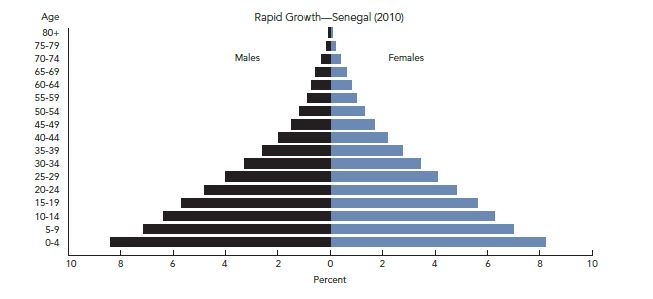 Age
Rapid Growth—Senegal (2010)
80+
75-79
Males
Females
70-74
65-69
60-64
55-59
50-54
45-49
40-44
35-39
30-34
25-29
20-24
15-19
10-14
5-9
0-4
10 8 6 4 2 0 2 4 6 8 10
Percent